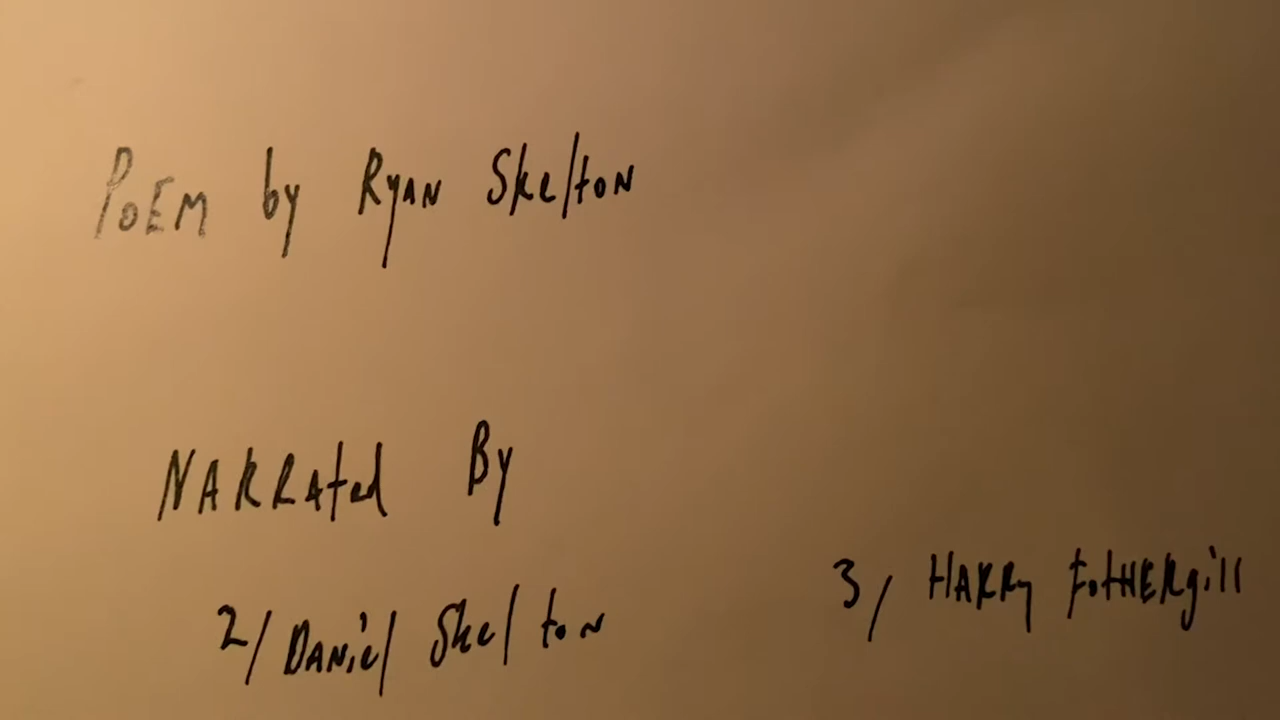 Poem by Ryan Skelton
Narrated By
2/ Daniel Skelton
3/ Harry Fothergill